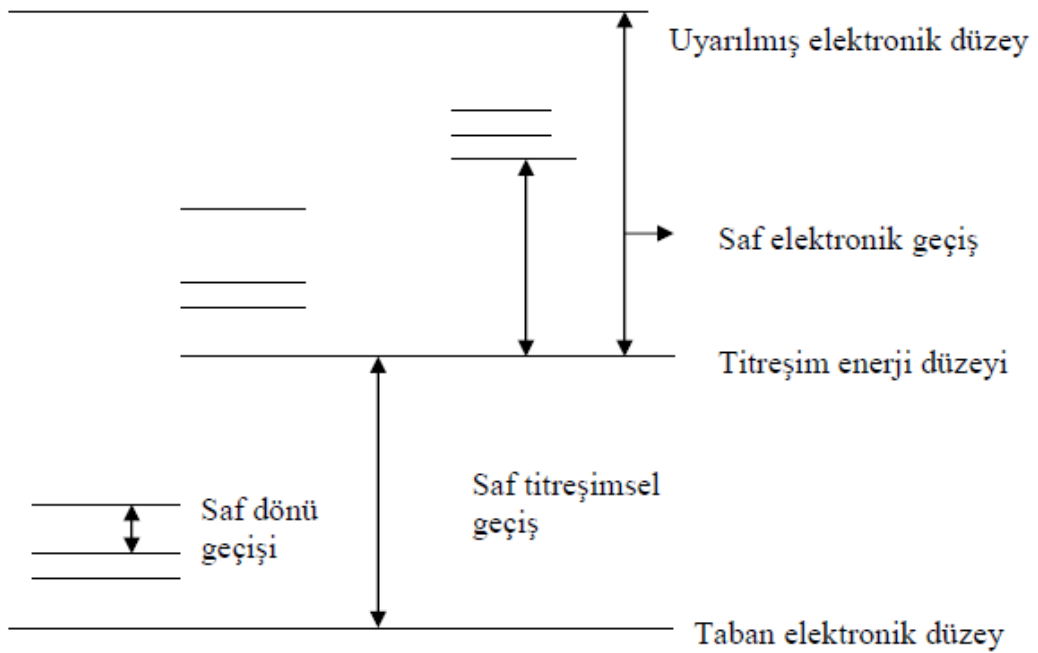 Uyarılmış elektronik düzey
Saf elektronik geçiş
Titreşim enerji düzeyi
Saf titreşimsel
geçiş
Saf dönü
geçişi
Taban elektronik düzey